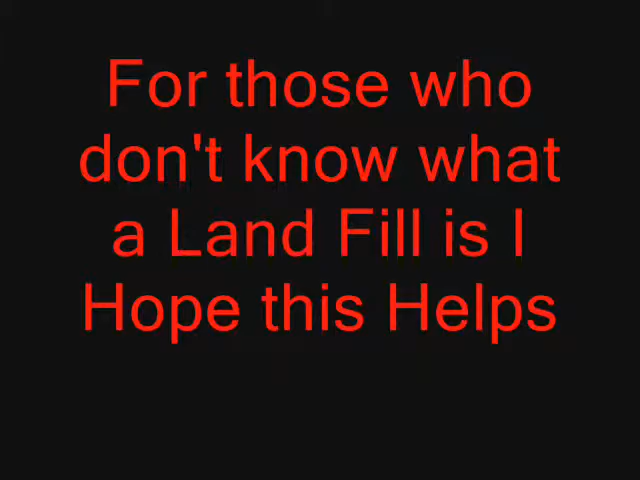 For those who
don't know what
a Land Fill is I
Hope this Helps